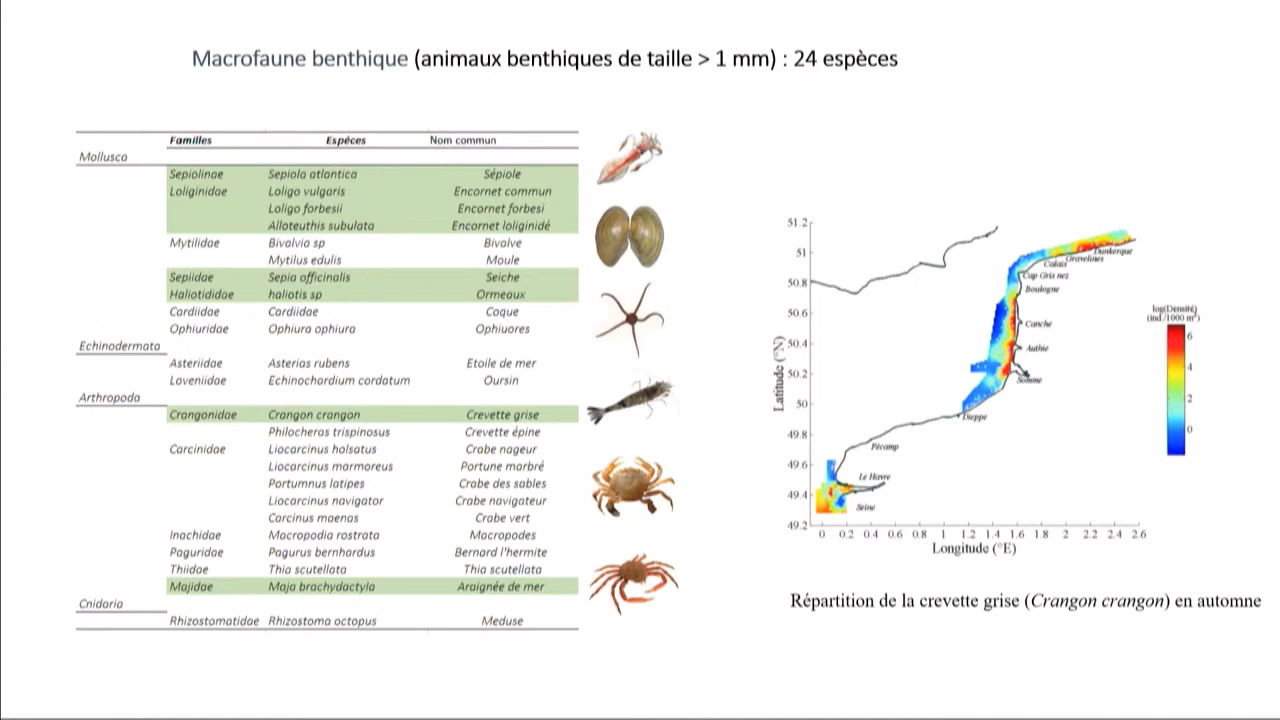 Macrofaune benthique (animaux benthiques de taille > 1 mm) : 24 espèces
Familles Espèces Nom commun
Mollusca
Sepiolinae Sepiola atlantica Sépiole
Loliginidae Loligo vulgaris Encornet commun
Loligo forbesii Encornet forbesi
Alloteuthis subulata Encornet loliginidé
Mytilidae Bivalvia sp Bivalve
Mytilus edulis Moule
Sepiidae Sepia officinalis Seiche
Haliotididae haliotis sp Ormeaux
Cardiidae Cardiidae Coque
Ophiuridae Ophiura ophiura Ophiuores
Echinodermata
Asteriidae Asterias rubens Etoile de mer
Loveniidae Echinochardium cordatum Oursin
Arthropoda
Crangonidae Crangon crangon Crevette grise
Philocheras trispinosus Crevette épine
Carcinidae Liocarcinus holsatus Crabe nageur
Liocarcinus marmoreus Portune marbré
Portumnus latipes Crabe des sables
Liocarcinus navigator Crabe navigateur
Carcinus maenas Crabe vert
Inachidae Macropodia rostrata Macropodes
Paguridae Pagurus bernhardus Bernard l'hermite
Thiidae Thia scutellata Thia scutellata
Majidae Maja brachydactyla Araignée de mer
Cnidaria
Rhizostomatidae Rhizostoma octopus Meduse
51.2
51
50.8
50.6
50.4
50.2
50
49.8
49.6
49.4
49.2
Latitude (°N)
Dunkerque
Gravelines
Calais
Cap Gris nez
Boulogne
Canche
Authie
Somme
Dieppe
Fécamp
Le Havre
Seine
0 0.2 0.4 0.6 0.8 1 1.2 1.4 1.6 1.8 2 2.2 2.4 2.6
Longitude (°E)
log(Densité)
(ind./1000 m²)
6
4
2
0
Répartition de la crevette grise (Crangon crangon) en automne